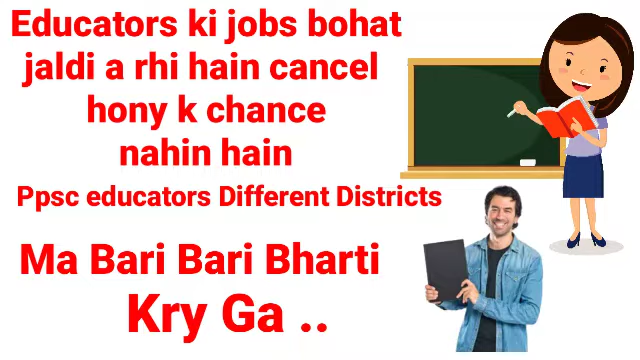 Educators ki jobs bohat
jaldi a rhi hain cancel
hony k chance
nahin hain
Ppsc educators Different Districts
Ma Bari Bari Bharti
Kry Ga ..